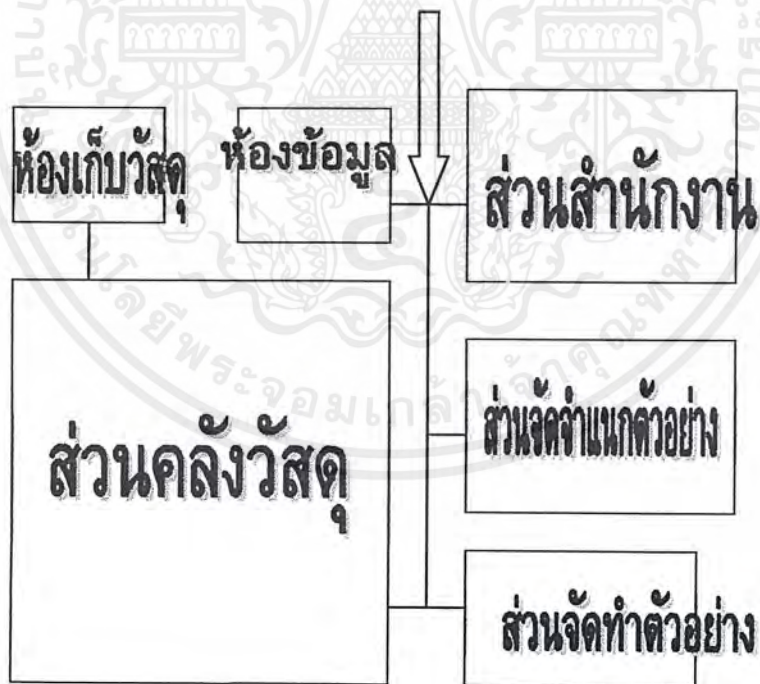 ห้องเก็บวัสดุ
ห้องข้อมูล
ส่วนสำนักงาน
ส่วนคลังวัสดุ
ส่วนจัดจำแนกตัวอย่าง
ส่วนจัดทำตัวอย่าง